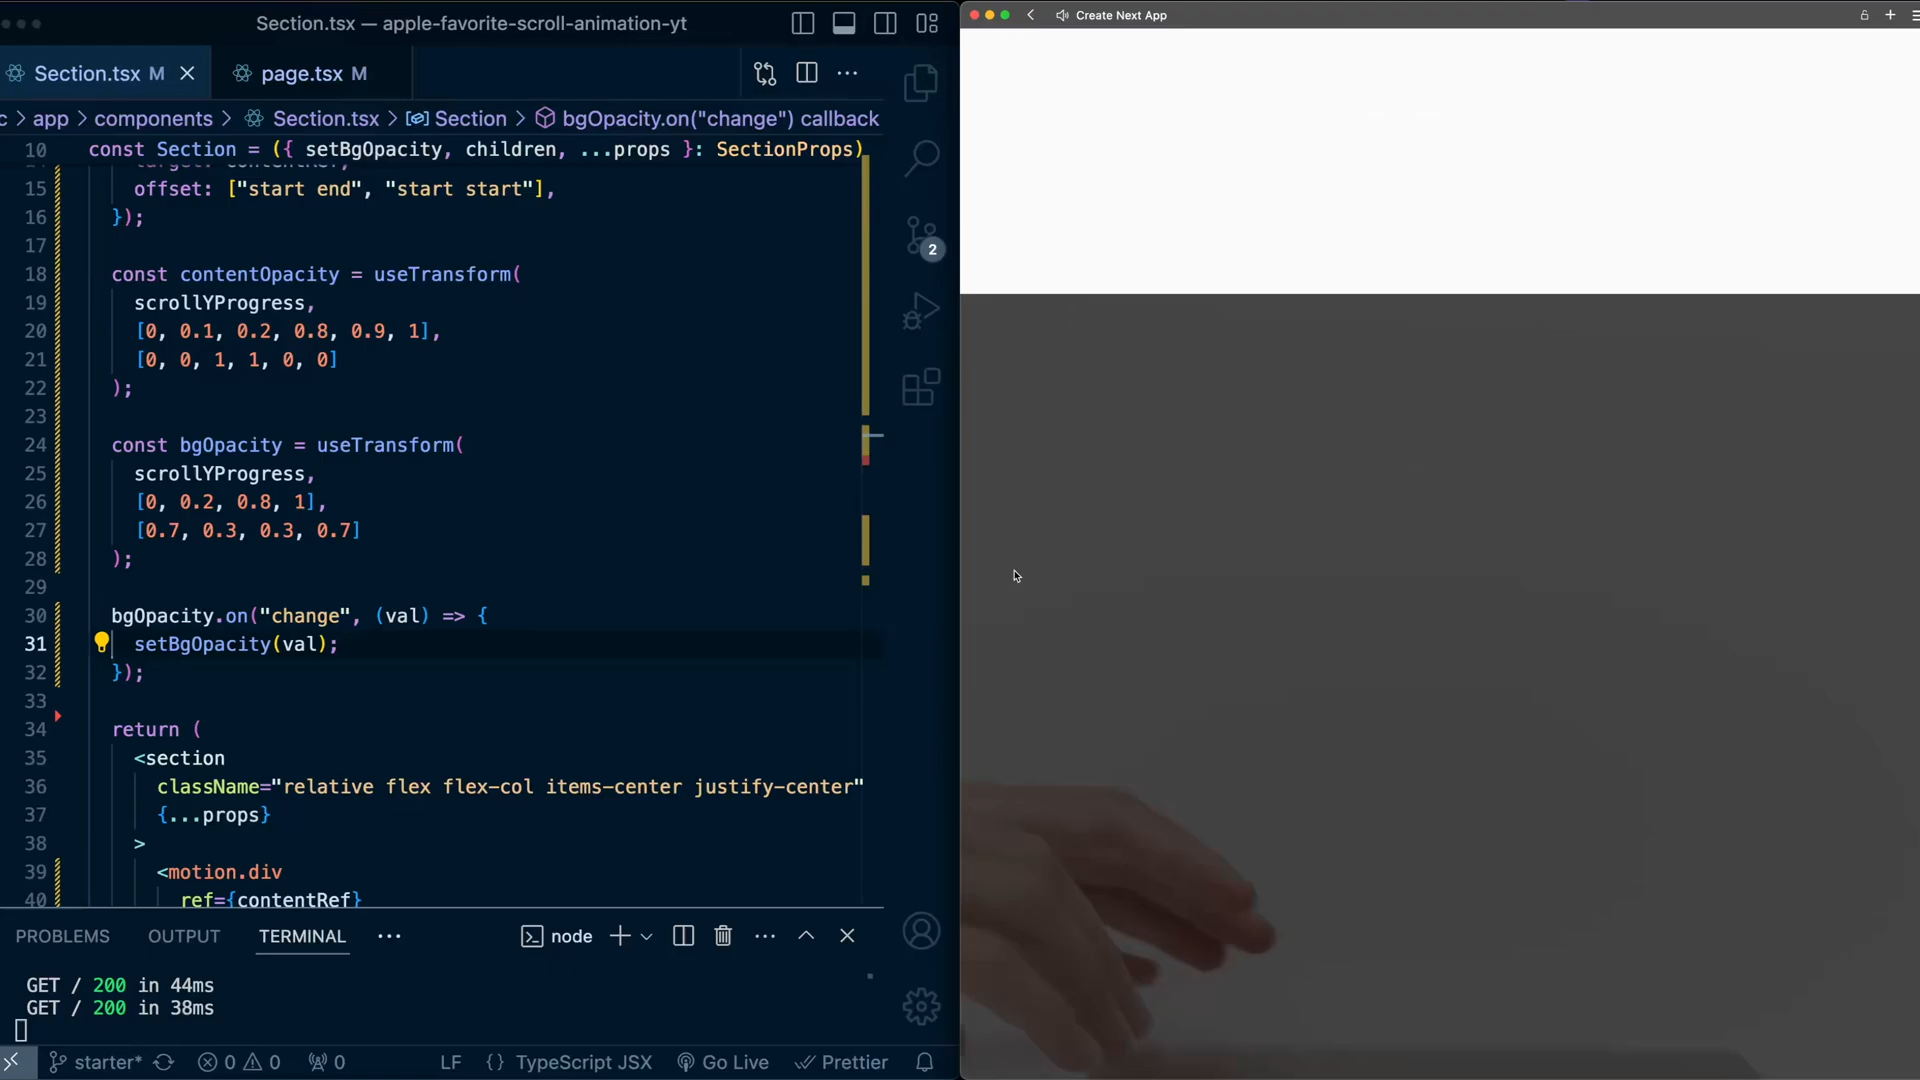 Section.tsx — apple-favorite-scroll-animation-yt
Create Next App
Section.tsx M
page.tsx M
c > app > components > Section.tsx > Section > bgOpacity.on("change") callback
10 const Section = ({ setBgOpacity, children, ...props }: SectionProps)
15 offset: ["start end", "start start"],
16 });
17
18 const contentOpacity = useTransform(
19 scrollYProgress,
20 [0, 0.1, 0.2, 0.8, 0.9, 1],
21 [0, 0, 1, 1, 0, 0]
22 );
23
24 const bgOpacity = useTransform(
25 scrollYProgress,
26 [0, 0.2, 0.8, 1],
27 [0.7, 0.3, 0.3, 0.7]
28 );
29
30 bgOpacity.on("change", (val) => {
31 setBgOpacity(val);
32 });
33
34 return (
35 <section
36 className="relative flex flex-col items-center justify-center"
37 {...props}
38 >
39 <motion.div
40 ref={contentRef}
2
PROBLEMS OUTPUT TERMINAL ··· node
GET / 200 in 44ms
GET / 200 in 38ms
starter* 0 0 0 LF {} TypeScript JSX Go Live Prettier